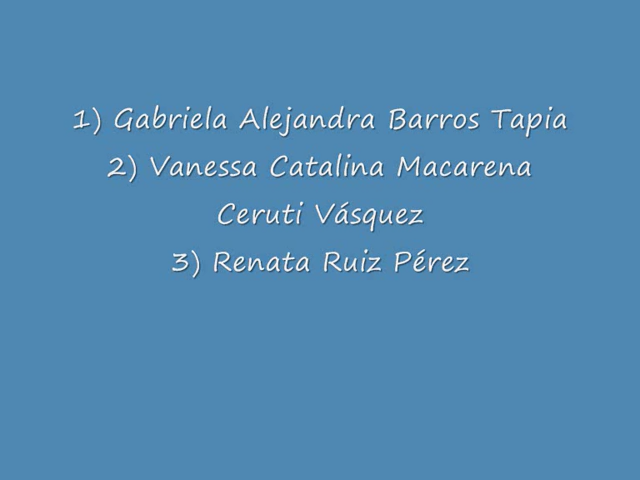 1) Gabriela Alejandra Barros Tapia
2) Vanessa Catalina Macarena
Ceruti Vásquez
3) Renata Ruiz Pérez